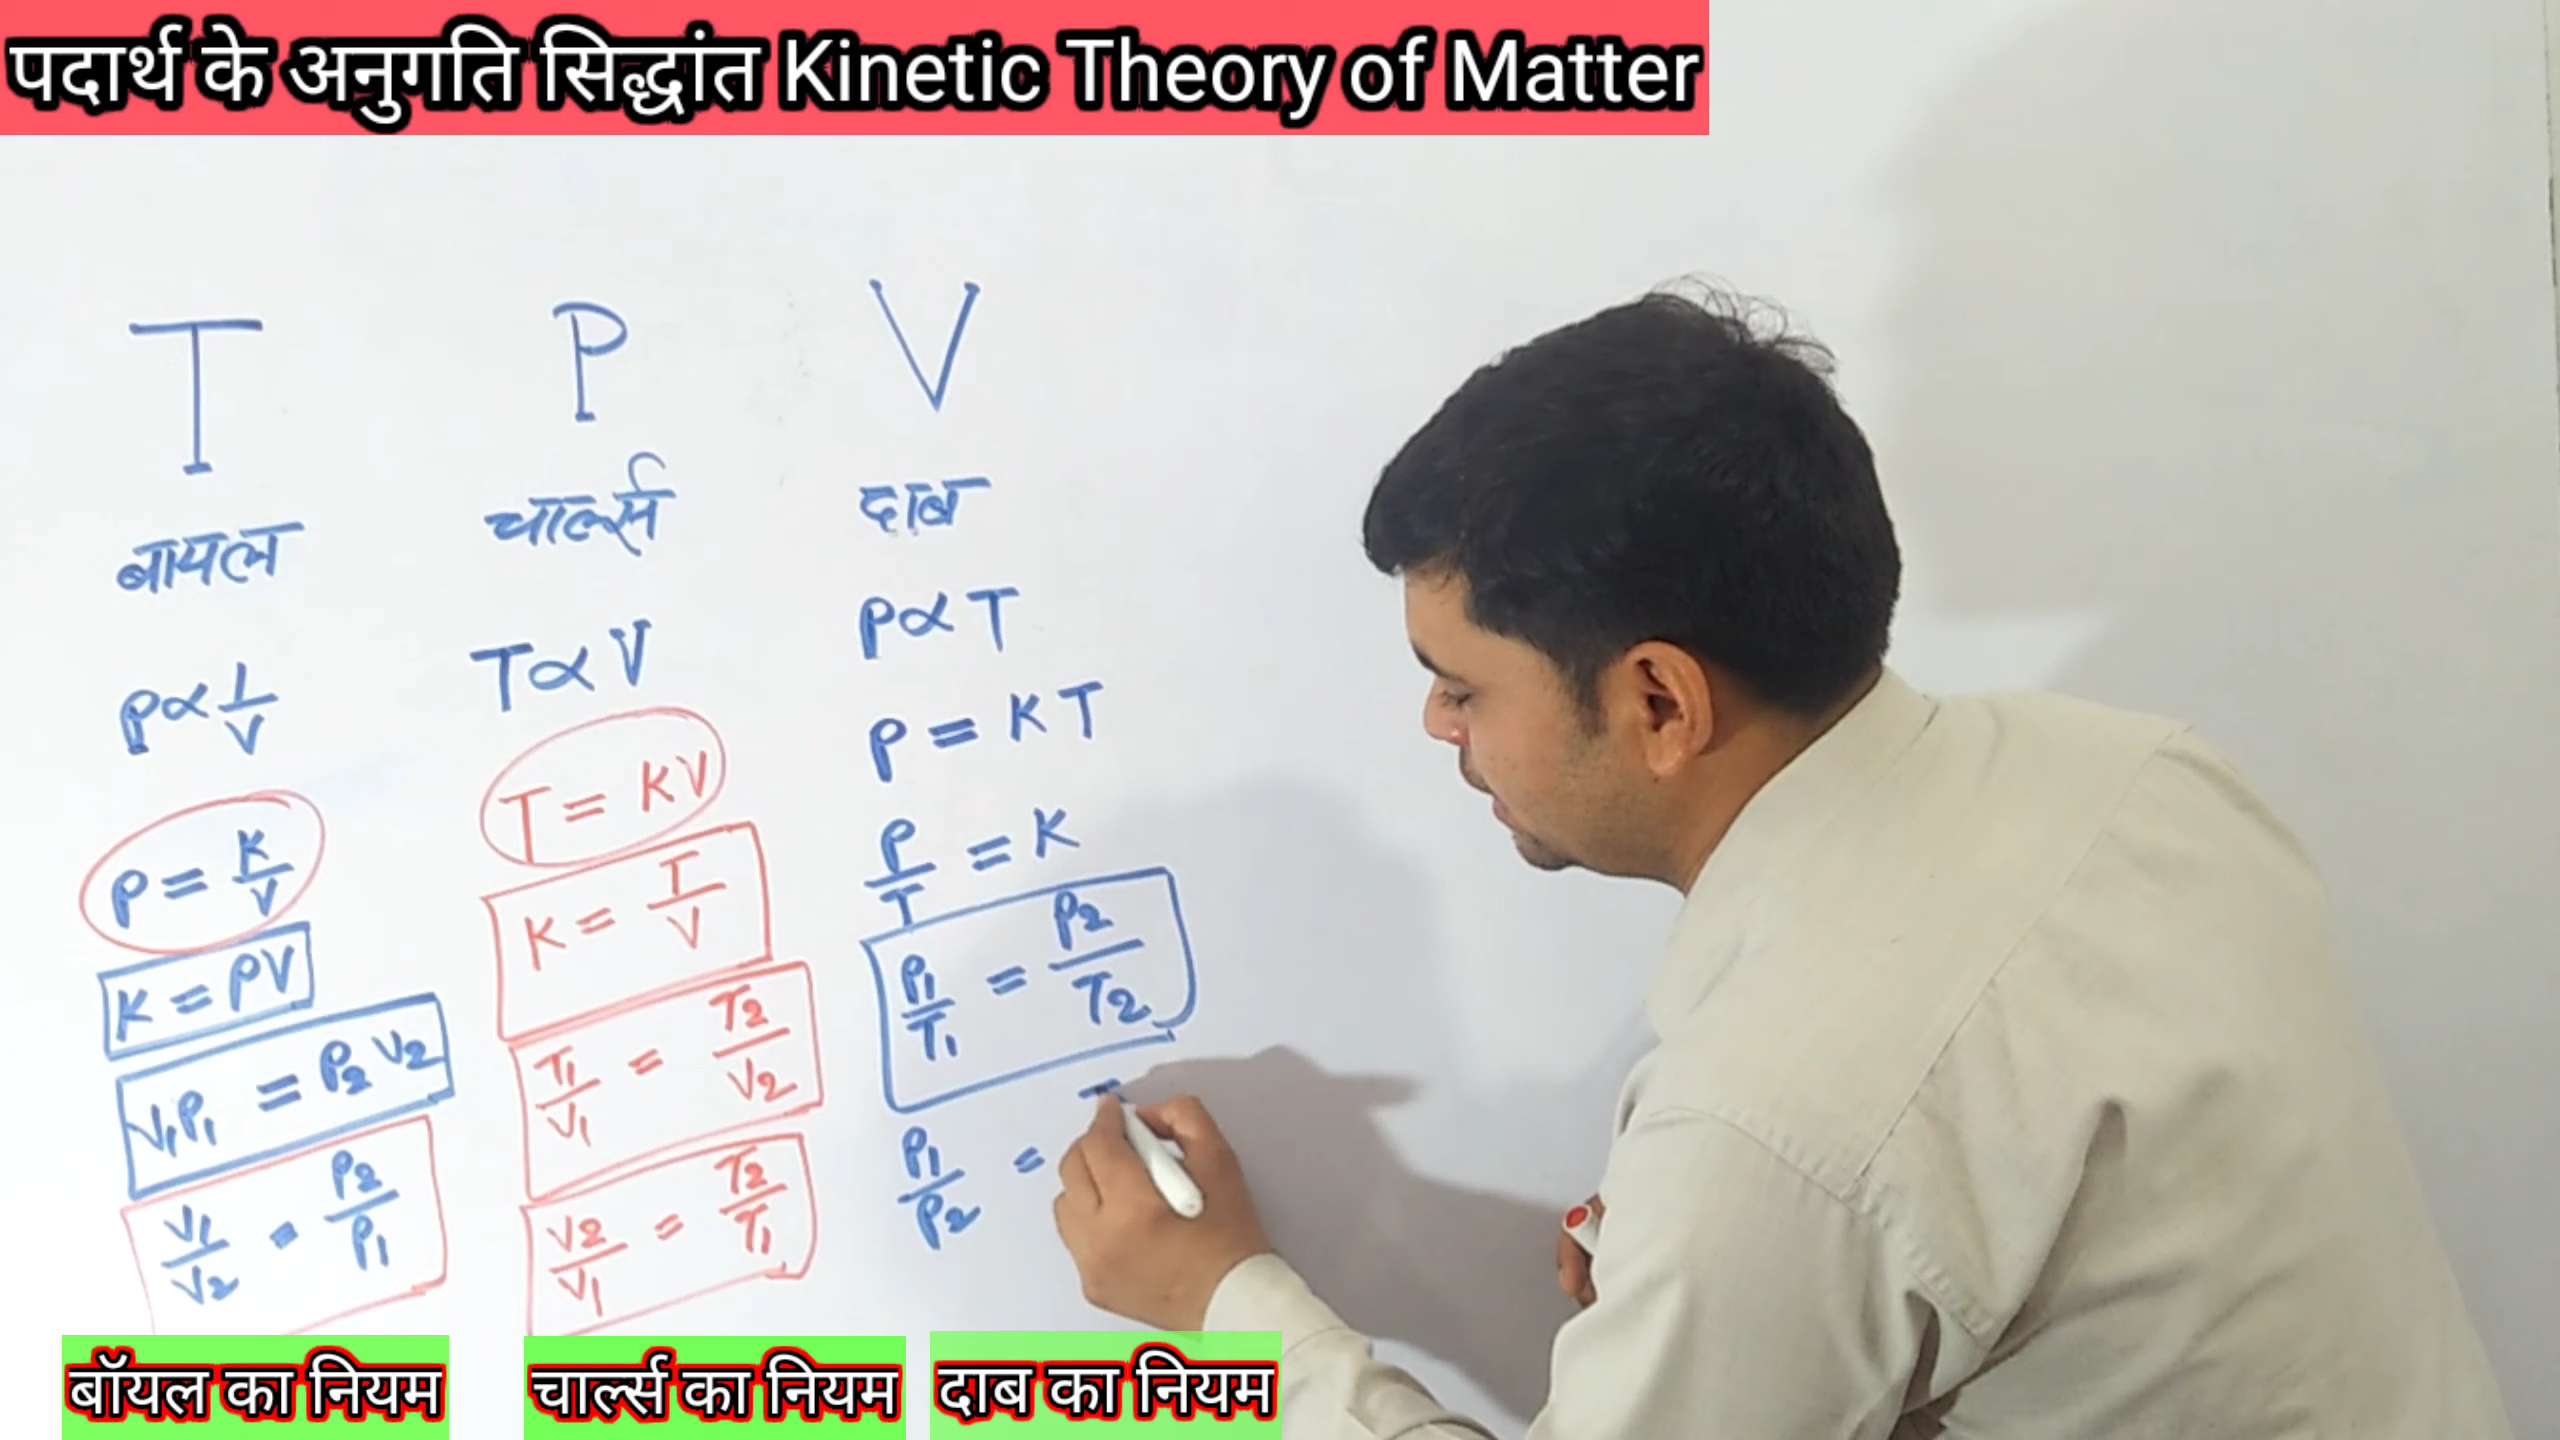 पदार्थ के अनुगति सिद्धांत Kinetic Theory of Matter
T
बायल
P ∝ 1/V
P = K/V
K = PV
V₁P₁ = P₂V₂
V₁/V₂ = P₂/P₁
बॉयल का नियम
P
चार्ल्स
T ∝ V
T = KV
K = T/V
T₁/V₁ = T₂/V₂
V₂/V₁ = T₂/T₁
चार्ल्स का नियम
V
दाब
P ∝ T
P = KT
P/T = K
P₁/T₁ = P₂/T₂
P₁/P₂ =
दाब का नियम